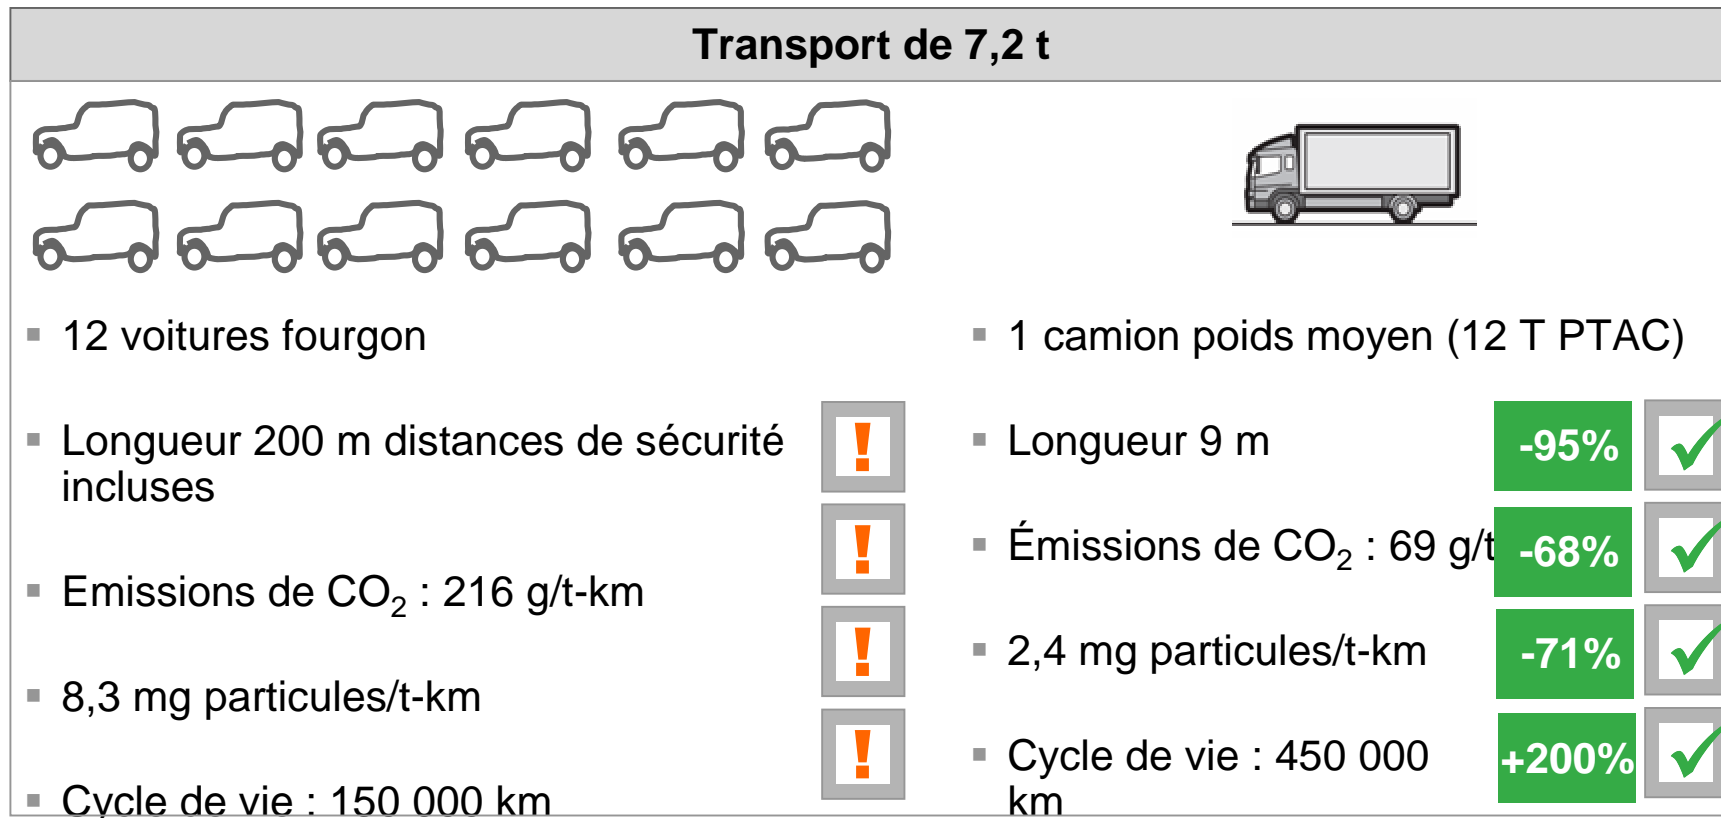 Transport de 7,2 t
▪ 12 voitures fourgon
▪ Longueur 200 m distances de sécurité
incluses
!
▪ Emissions de CO₂ : 216 g/t-km
!
▪ 8,3 mg particules/t-km
!
▪ Cycle de vie : 150 000 km
!
▪ 1 camion poids moyen (12 T PTAC)
▪ Longueur 9 m
-95%
▪ Émissions de CO₂ : 69 g/t
-68%
▪ 2,4 mg particules/t-km
-71%
▪ Cycle de vie : 450 000
km
+200%